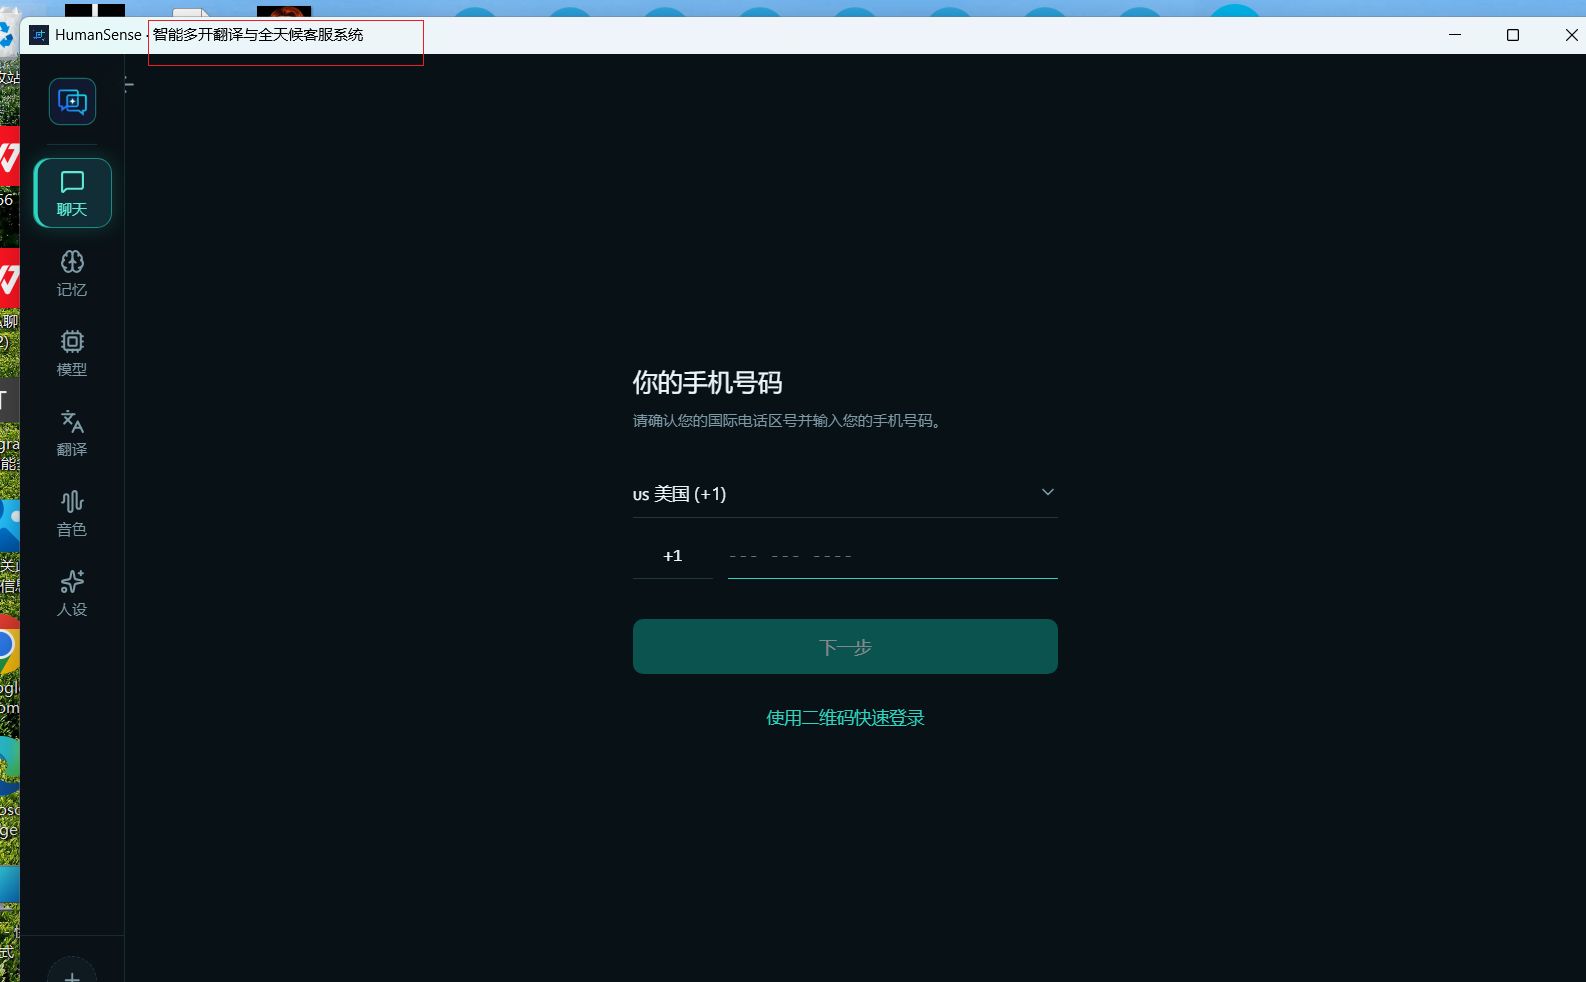 HumanSense - 智能多开翻译与全天候客服系统
聊天
记忆
模型
翻译
音色
人设
你的手机号码
请确认您的国际电话区号并输入您的手机号码。
us 美国 (+1)
+1 --- --- ----
下一步
使用二维码快速登录